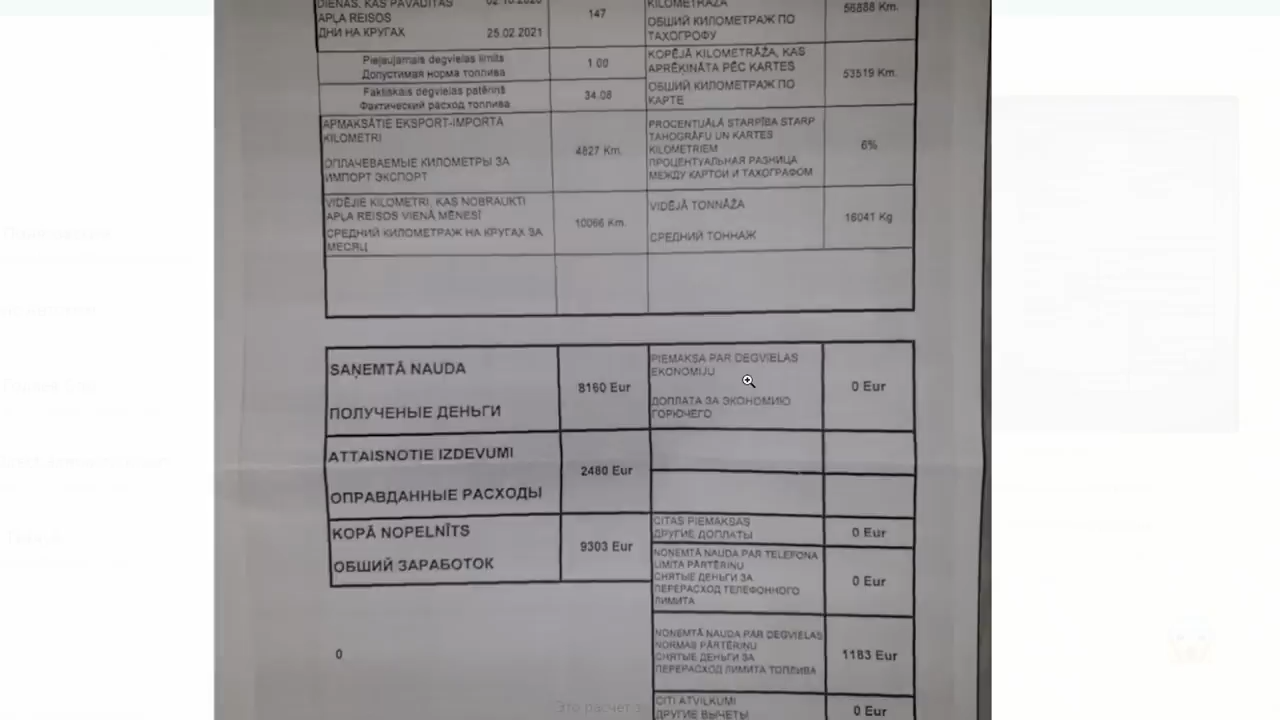 DIENAS, KAS PAVADĪTAS
APĻA REISOS
ДНИ НА КРУГАХ
25.02.2021
147
KILOMETRĀŽA
ОБШИЙ КИЛОМЕТРАЖ ПО
ТАХОГРОФУ
56888 Km.
Pieļaujamais degvielas limits
Допустимая норма топлива
1 00
KOPĒJĀ KILOMETRĀŽA, KAS
APRĒĶINĀTA PĒC KARTES
ОБШИЙ КИЛОМЕТРАЖ ПО
КАРТЕ
53519 Km.
Faktiskais degvielas patēriņš
Фактический расход топлива
34.08
APMAKSĀTIE EKSPORT-IMPORTA
KILOMETRI
ОПЛАЧЕВАЕМЫЕ КИЛОМЕТРЫ ЗА
ИМПОРТ ЭКСПОРТ
4827 Km.
PROCENTUĀLĀ STARPĪBA STARP
TAHOGRĀFU UN KARTES
KILOMETRIEM
ПРОЦЕНТУАЛЬНАЯ РАЗНИЦА
МЕЖДУ КАРТОЙ И ТАХОГРАФОМ
6%
VIDĒJIE KILOMETRI, KAS NOBRAUKTI
APĻA REISOS VIENĀ MĒNESĪ
СРЕДНИЙ КИЛОМЕТРАЖ НА КРУГАХ ЗА
МЕСЯЦ
10066 Km.
VIDĒJĀ TONNĀŽA
СРЕДНИЙ ТОННАЖ
16041 Kg
SAŅEMTĀ NAUDA
ПОЛУЧЕНЫЕ ДЕНЬГИ
8160 Eur
PIEMAKSA PAR DEGVIELAS
EKONOMIJU
ДОПЛАТА ЗА ЭКОНОМИЮ
ГОРЮЧЕГО
0 Eur
ATTAISNOTIE IZDEVUMI
ОПРАВДАННЫЕ РАСХОДЫ
2480 Eur
KOPĀ NOPELNĪTS
ОБШИЙ ЗАРАБОТОК
9303 Eur
CITAS PIEMAKSAS
ДРУГИЕ ДОПЛАТЫ
0 Eur
NOŅEMTĀ NAUDA PAR TELEFONA
LIMITA PĀRTĒRIŅU
СНЯТЫЕ ДЕНЬГИ ЗА
ПЕРЕРАСХОД ТЕЛЕФОННОГО
ЛИМИТА
0 Eur
0
NOŅEMTĀ NAUDA PAR DEGVIELAS
NORMAS PĀRTĒRIŅU
СНЯТЫЕ ДЕНЬГИ ЗА
ПЕРЕРАСХОД ЛИМИТА ТОПЛИВА
1183 Eur
Это расчет
CITI ATVILKUMI
ДРУГИЕ ВЫЧЕТЫ
0 Eur